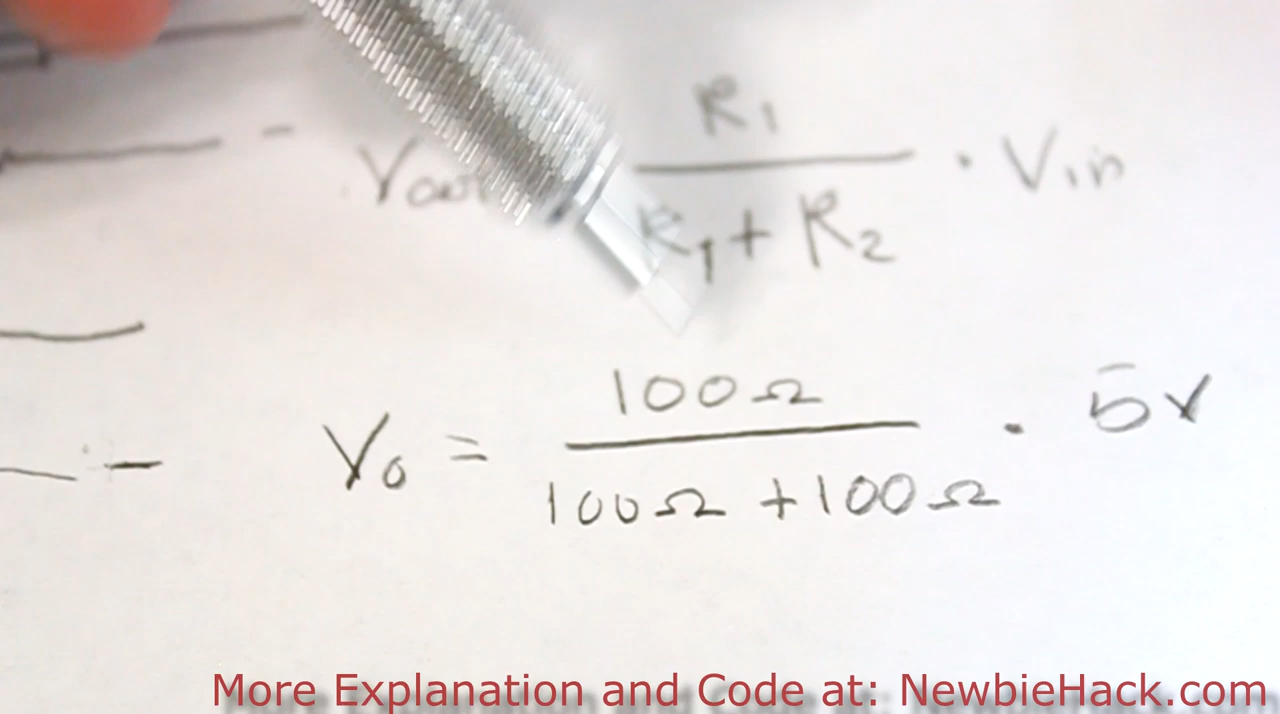 R1
Vout
R1 + R2
· Vin
100Ω
Vo = · 5v
100Ω + 100Ω
More Explanation and Code at: NewbieHack.com